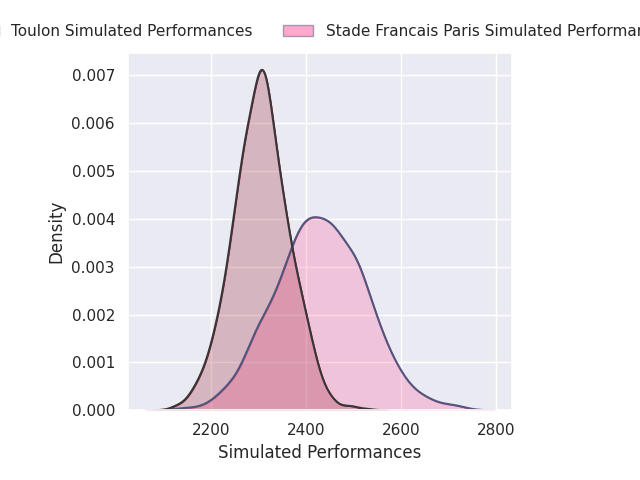 Toulon Simulated Performances
Stade Francais Paris Simulated
0.007
0.006
0.005
0.004
0.003
0.002
0.001
0.000
Density
2200 2400 2600 2800
Simulated Performances